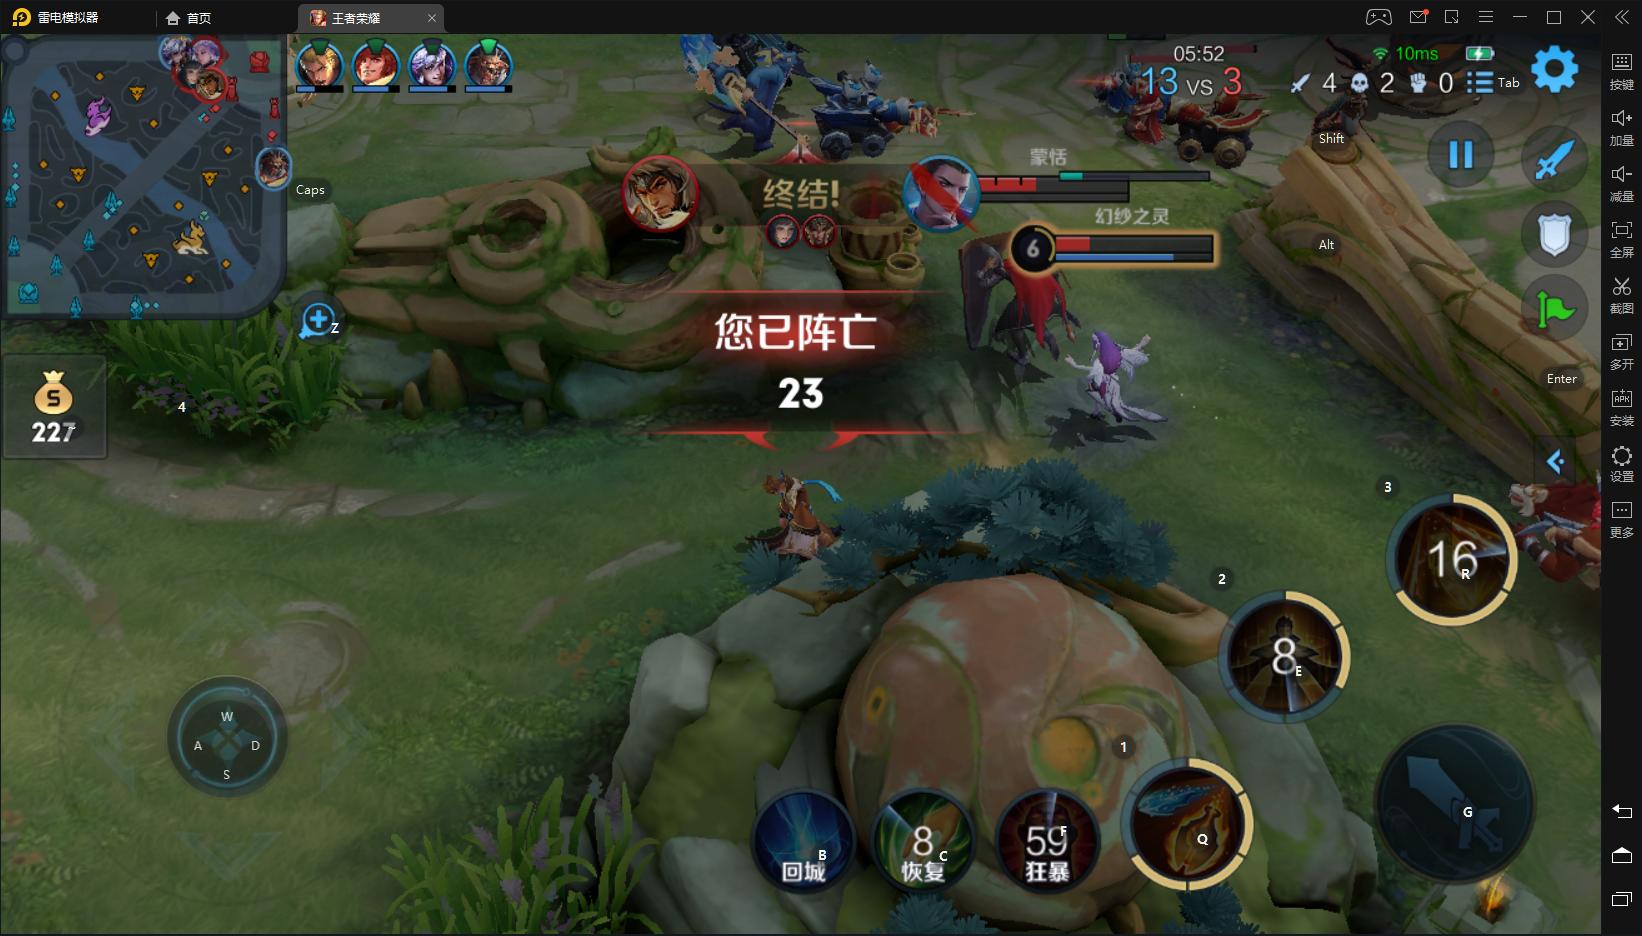 雷电模拟器
首页
王者荣耀
05:52
10ms
13 vs 3
4
2
0
Tab
Shift
Caps
蒙恬
终结!
幻纱之灵
6
Alt
Z
您已阵亡
23
Enter
S
227
4
3
16
R
2
8
E
W
A
D
S
1
Q
G
B
回城
8
C
恢复
59
F
狂暴
按键
加量
减量
全屏
截图
多开
APK
安装
设置
更多